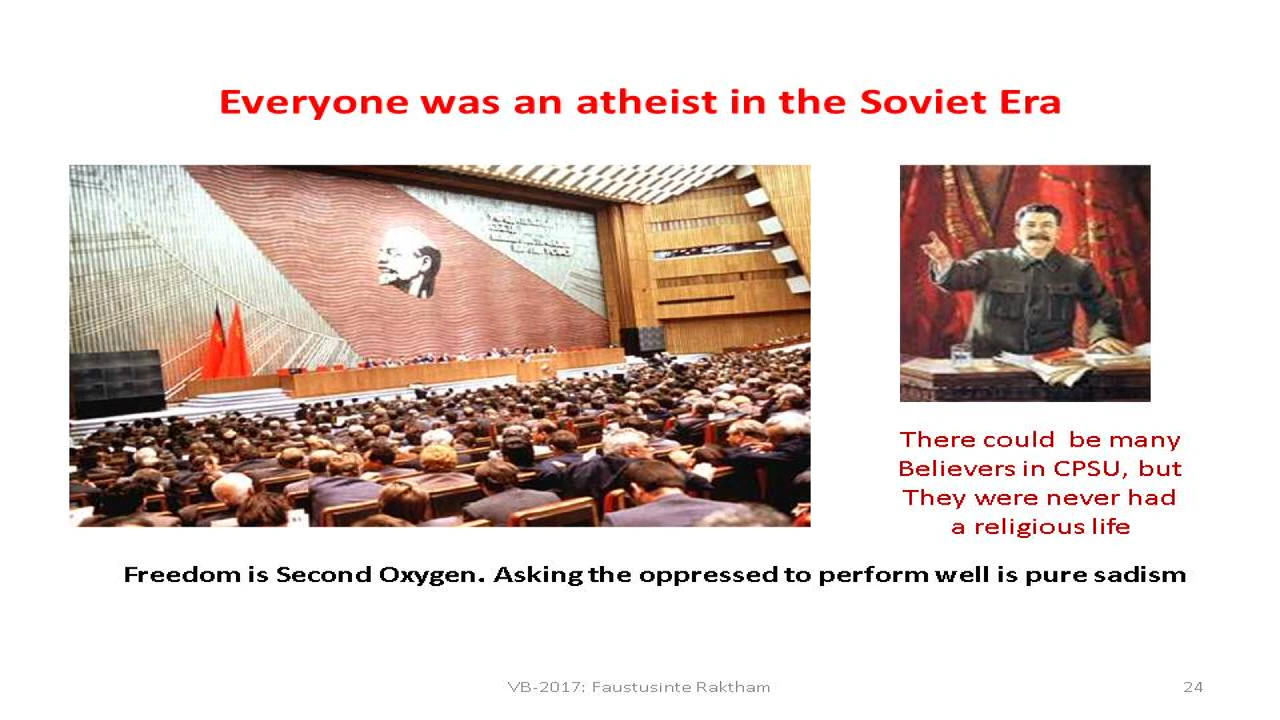 Everyone was an atheist in the Soviet Era
There could be many
Believers in CPSU, but
They were never had
a religious life
Freedom is Second Oxygen. Asking the oppressed to perform well is pure sadism
VB-2017: Faustusinte Raktham
24